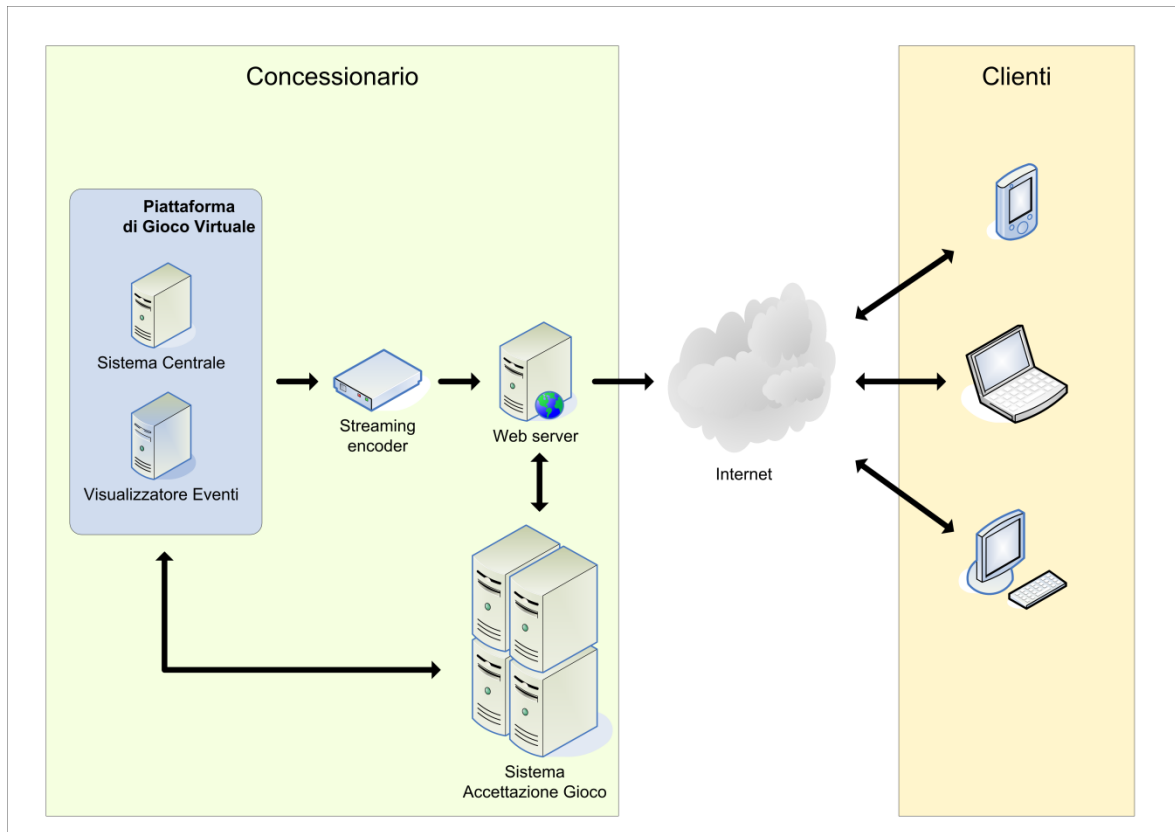 Concessionario
Clienti
Piattaforma
di Gioco Virtuale
Sistema Centrale
Visualizzatore Eventi
Streaming
encoder
Web server
Internet
Sistema
Accettazione Gioco